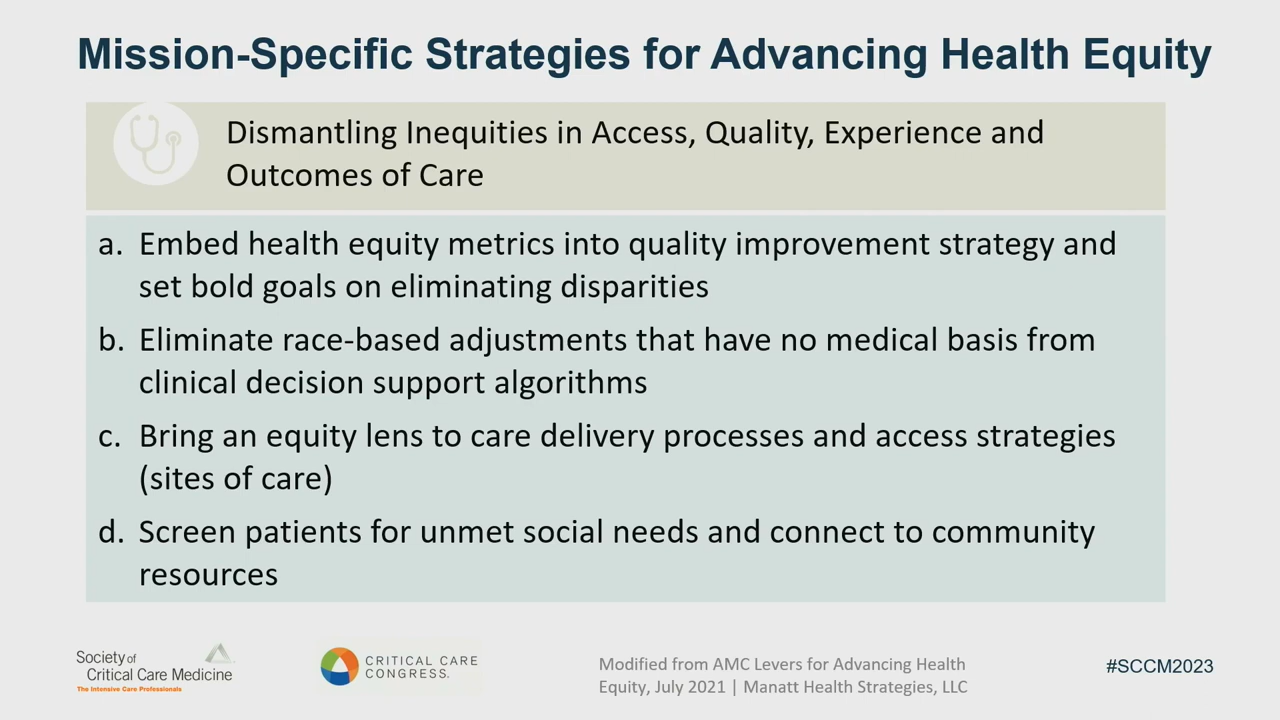 Mission-Specific Strategies for Advancing Health Equity
Dismantling Inequities in Access, Quality, Experience and
Outcomes of Care
a. Embed health equity metrics into quality improvement strategy and
set bold goals on eliminating disparities
b. Eliminate race-based adjustments that have no medical basis from
clinical decision support algorithms
c. Bring an equity lens to care delivery processes and access strategies
(sites of care)
d. Screen patients for unmet social needs and connect to community
resources
Society of
Critical Care Medicine
The Intensive Care Professionals
CRITICAL CARE
CONGRESS.
Modified from AMC Levers for Advancing Health
Equity, July 2021 | Manatt Health Strategies, LLC
#SCCM2023